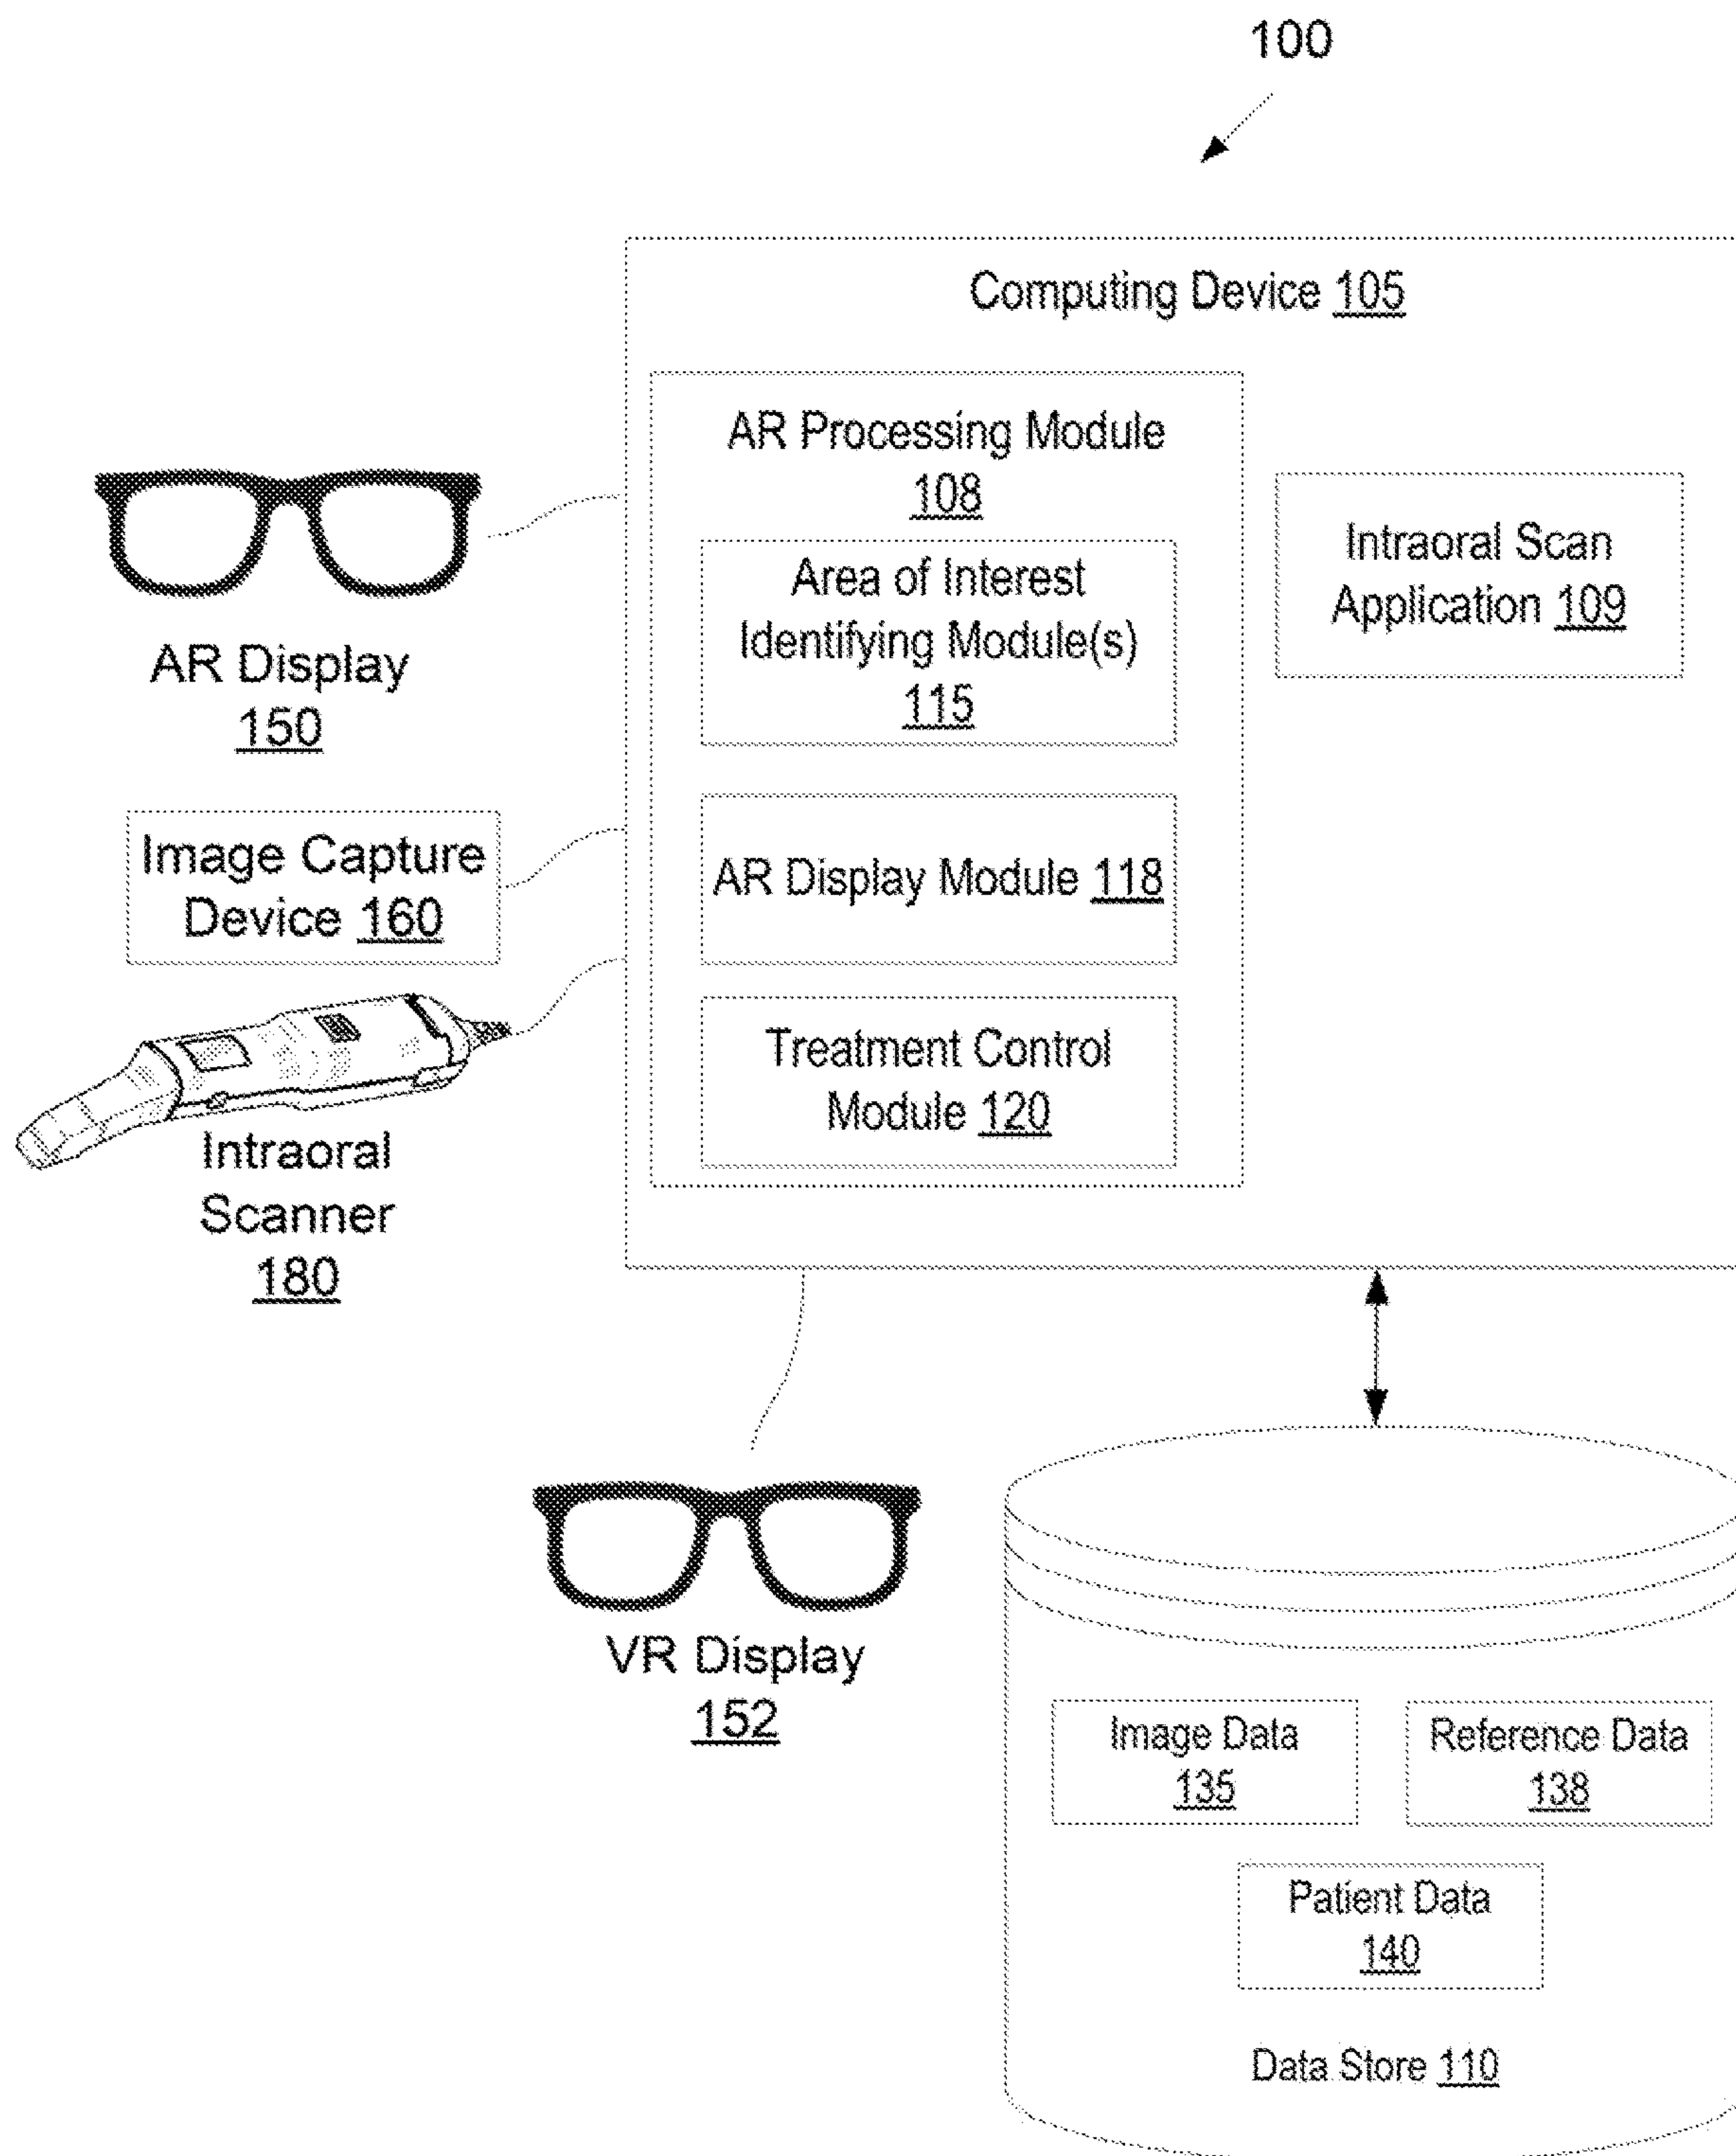 100
Computing Device 105
AR Processing Module
108
Area of Interest
Identifying Module(s)
115
AR Display Module 118
Treatment Control
Module 120
Intraoral Scan
Application 109
AR Display
150
Image Capture
Device 160
Intraoral
Scanner
180
VR Display
152
Image Data
135
Reference Data
138
Patient Data
140
Data Store 110